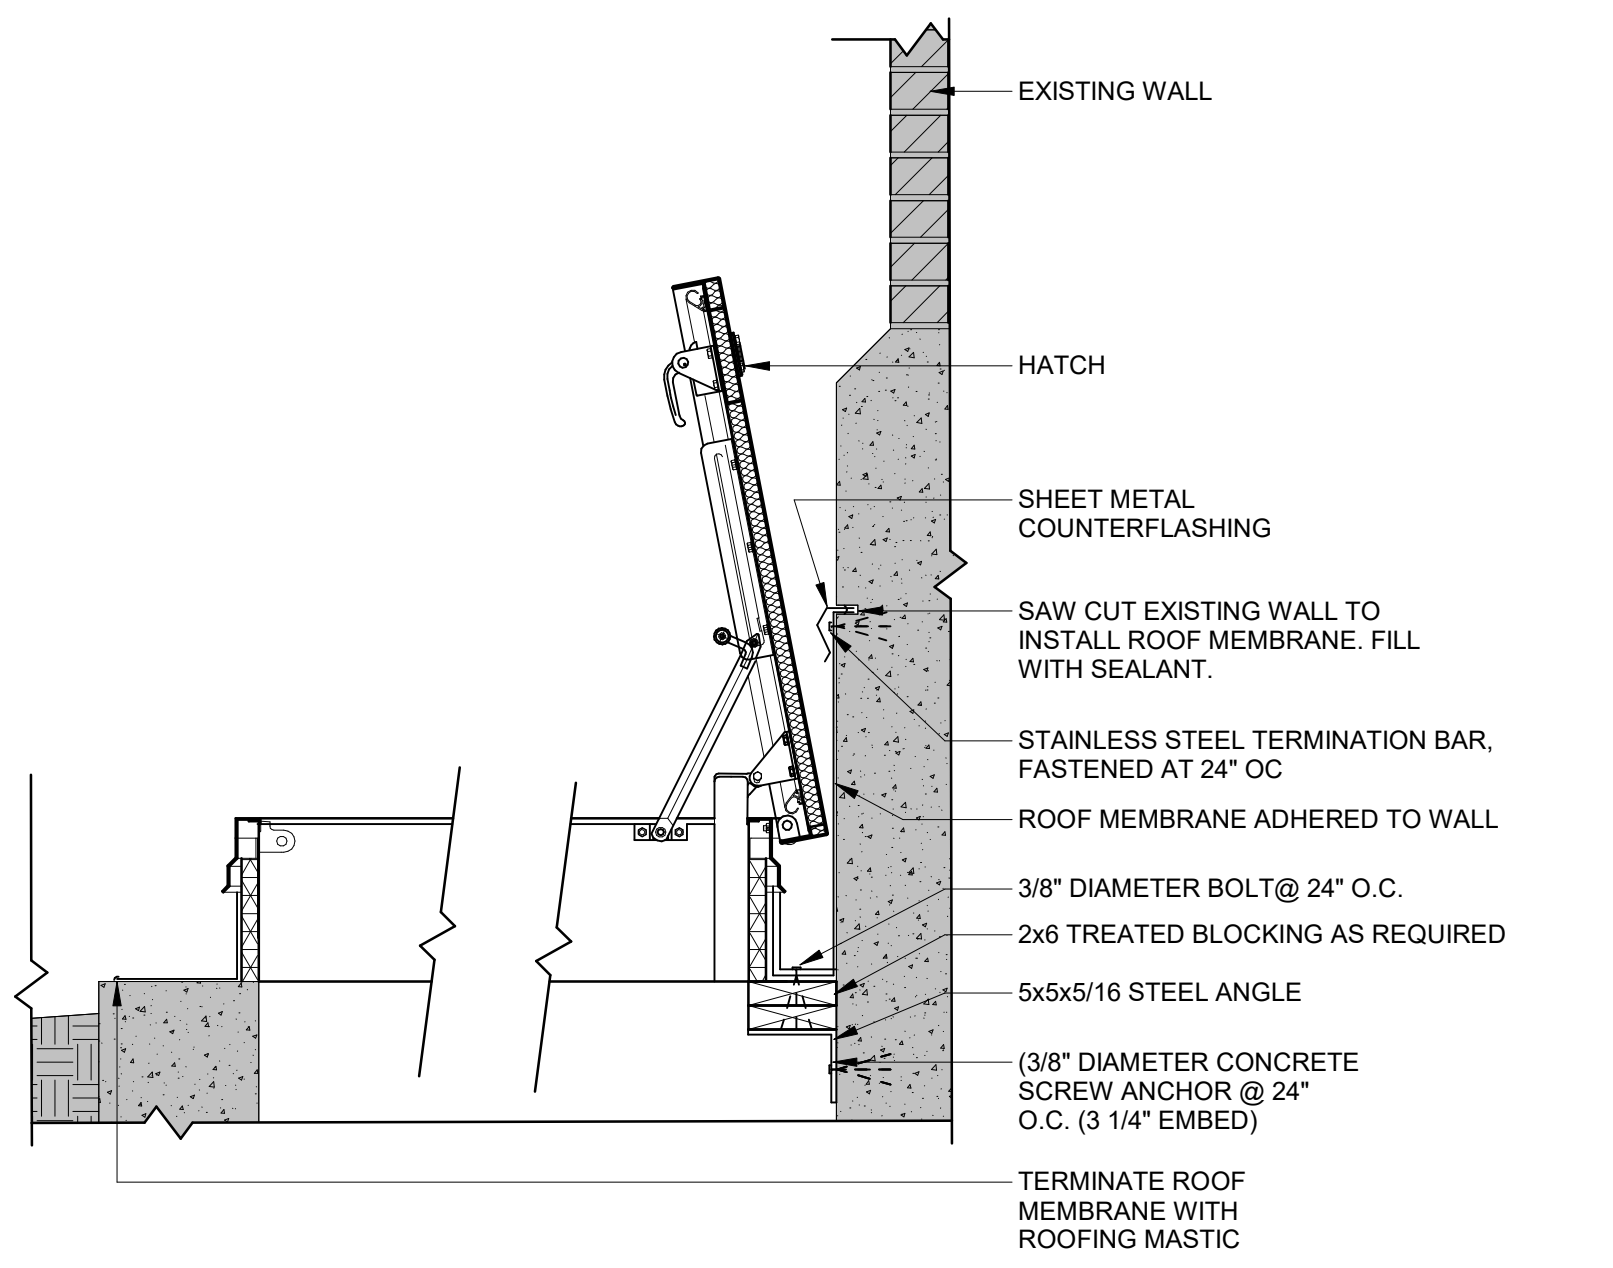 EXISTING WALL
HATCH
SHEET METAL
COUNTERFLASHING
SAW CUT EXISTING WALL TO
INSTALL ROOF MEMBRANE. FILL
WITH SEALANT.
STAINLESS STEEL TERMINATION BAR,
FASTENED AT 24" OC
ROOF MEMBRANE ADHERED TO WALL
3/8" DIAMETER BOLT@ 24" O.C.
2x6 TREATED BLOCKING AS REQUIRED
5x5x5/16 STEEL ANGLE
(3/8" DIAMETER CONCRETE
SCREW ANCHOR @ 24"
O.C. (3 1/4" EMBED)
TERMINATE ROOF
MEMBRANE WITH
ROOFING MASTIC